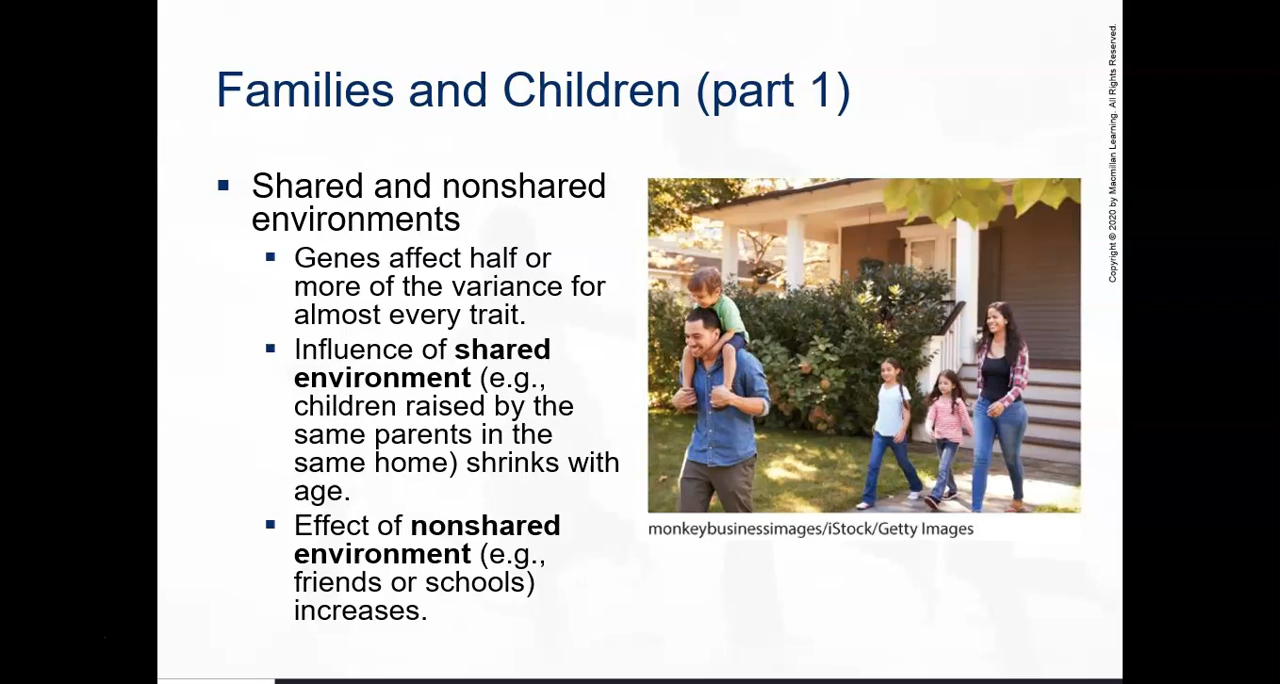 Families and Children (part 1)
▪ Shared and nonshared
environments
▪ Genes affect half or
more of the variance for
almost every trait.
▪ Influence of shared
environment (e.g.,
children raised by the
same parents in the
same home) shrinks with
age.
▪ Effect of nonshared
environment (e.g.,
friends or schools)
increases.
monkeybusinessimages/iStock/Getty Images
Copyright © 2020 by Macmillan Learning. All Rights Reserved.